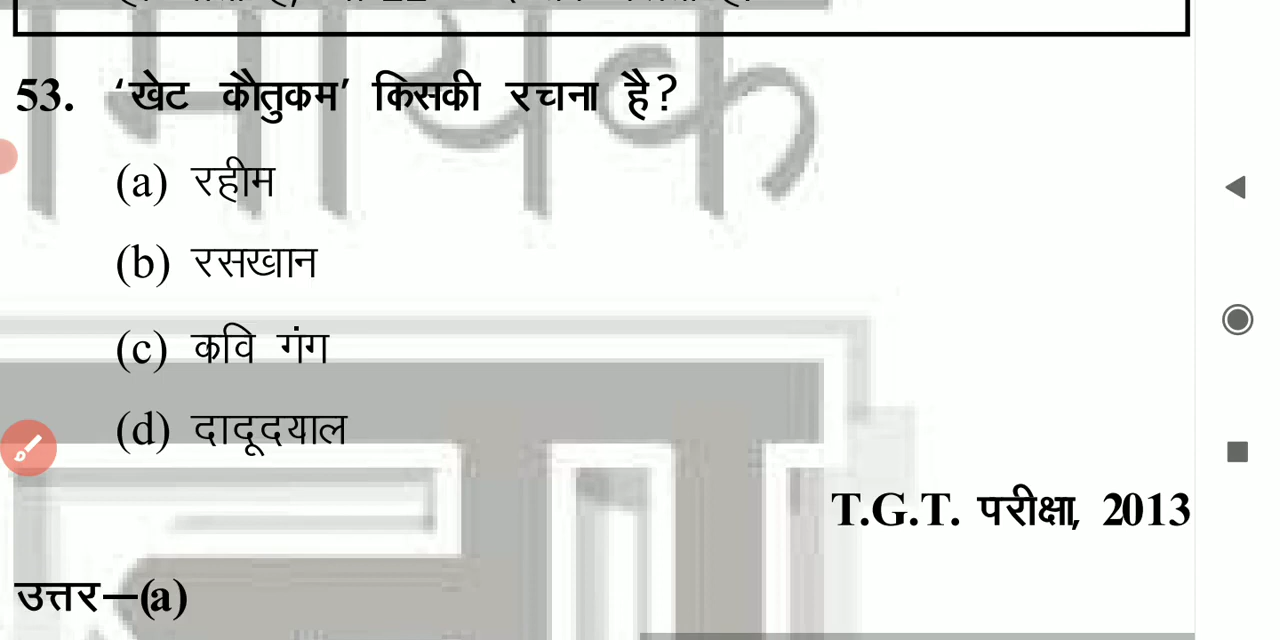 53. ‘खेट कौतुकम’ किसकी रचना है?
(a) रहीम
(b) रसखान
(c) कवि गंग
(d) दादूदयाल
T.G.T. परीक्षा, 2013
उत्तर—(a)